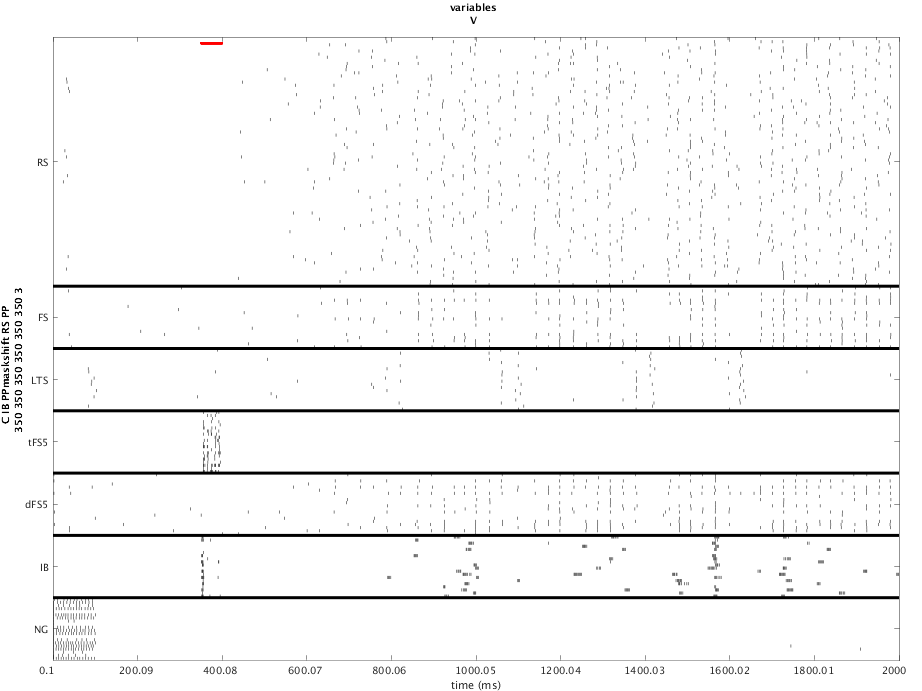 variables
V
C IB PPmaskshift RS PP
350 350 350 350 350 350 3
RS
FS
LTS
tFS5
dFS5
IB
NG
0.1 200.09 400.08 600.07 800.06 1000.05 1200.04 1400.03 1600.02 1800.01 2000
time (ms)